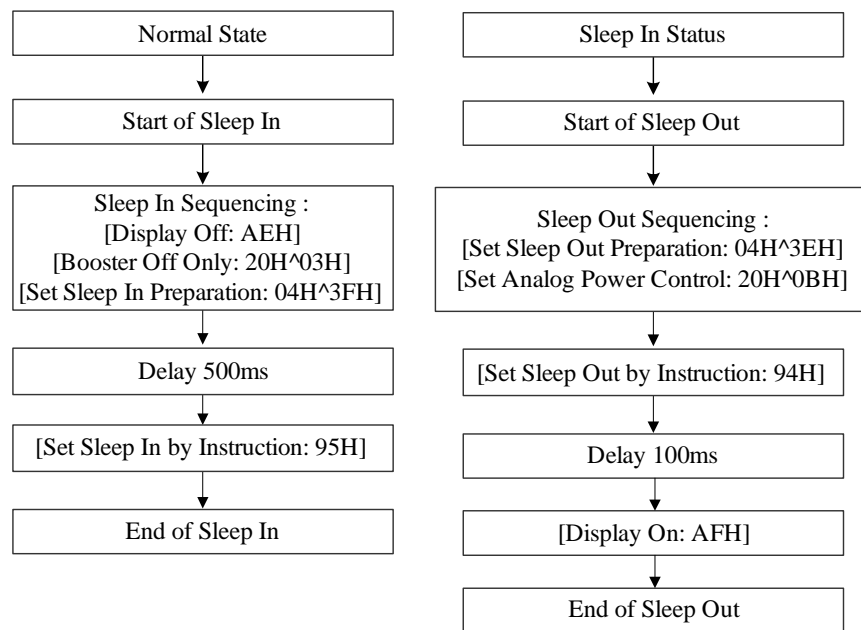 Normal State
Start of Sleep In
Sleep In Sequencing :
[Display Off: AEH]
[Booster Off Only: 20H^03H]
[Set Sleep In Preparation: 04H^3FH]
Delay 500ms
[Set Sleep In by Instruction: 95H]
End of Sleep In
Sleep In Status
Start of Sleep Out
Sleep Out Sequencing :
[Set Sleep Out Preparation: 04H^3EH]
[Set Analog Power Control: 20H^0BH]
[Set Sleep Out by Instruction: 94H]
Delay 100ms
[Display On: AFH]
End of Sleep Out